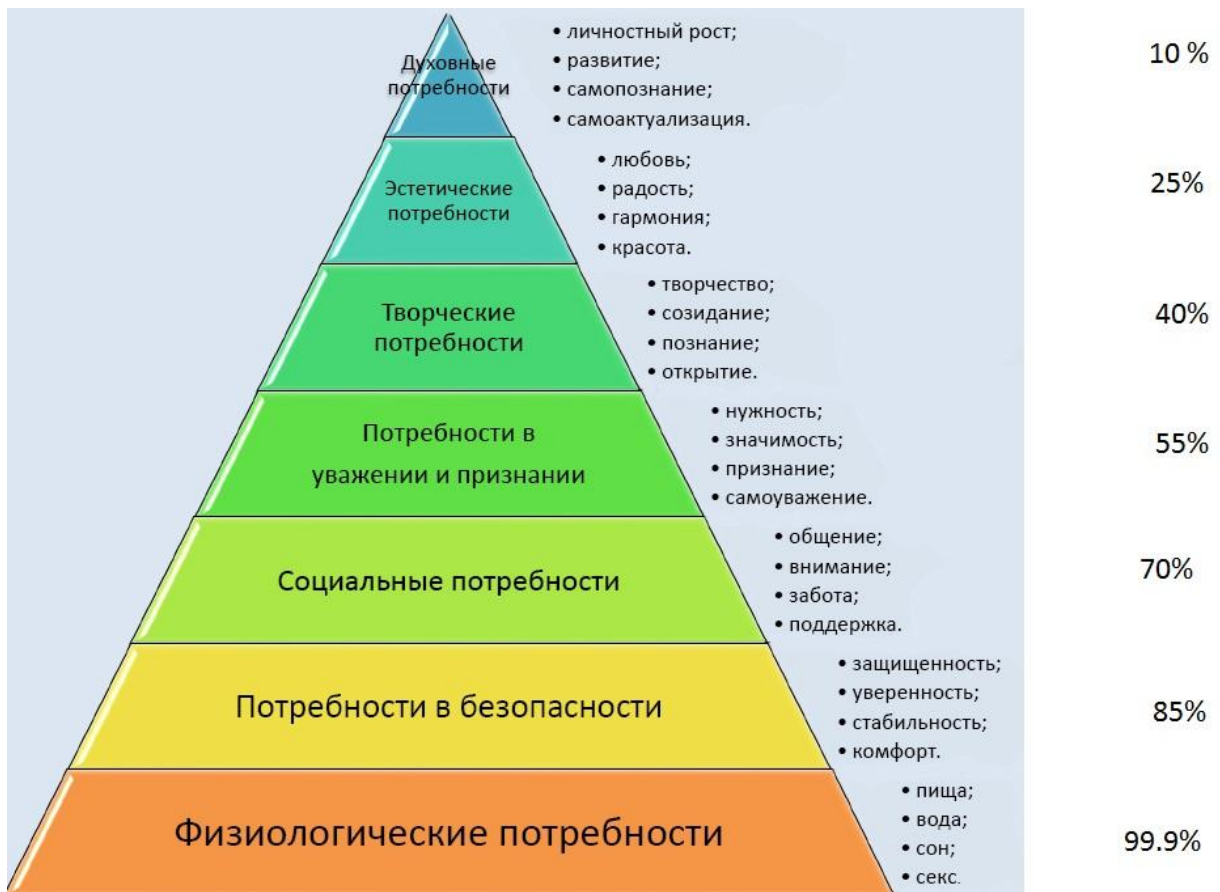 Духовные
потребности
• личностный рост;
• развитие;
• самопознание;
• самоактуализация.
10 %
Эстетические
потребности
• любовь;
• радость;
• гармония;
• красота.
25%
Творческие
потребности
• творчество;
• созидание;
• познание;
• открытие.
40%
Потребности в
уважении и признании
• нужность;
• значимость;
• признание;
• самоуважение.
55%
Социальные потребности
• общение;
• внимание;
• забота;
• поддержка.
70%
Потребности в безопасности
• защищенность;
• уверенность;
• стабильность;
• комфорт.
85%
Физиологические потребности
• пища;
• вода;
• сон;
• секс.
99.9%